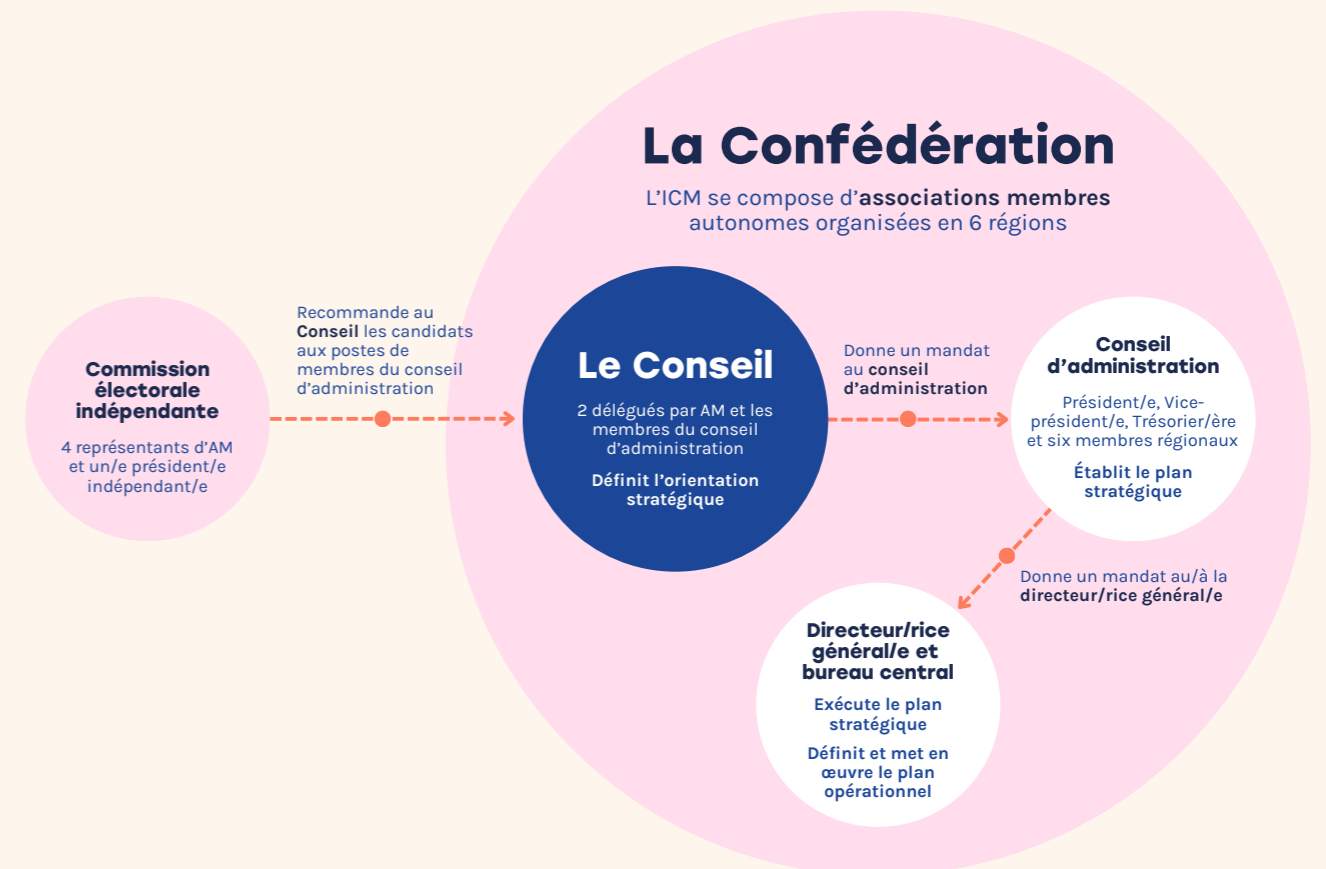 La Confédération
L’ICM se compose d’associations membres
autonomes organisées en 6 régions
Commission
électorale
indépendante
4 représentants d’AM
et un/e président/e
indépendant/e
Recommande au
Conseil les candidats
aux postes de
membres du conseil
d’administration
Le Conseil
2 délégués par AM et les
membres du conseil
d’administration
Définit l’orientation
stratégique
Donne un mandat
au conseil
d’administration
Conseil
d’administration
Président/e, Vice-
président/e, Trésorier/ère
et six membres régionaux
Établit le plan
stratégique
Donne un mandat au/à la
directeur/rice général/e
Directeur/rice
général/e et
bureau central
Exécute le plan
stratégique
Définit et met en
œuvre le plan
opérationnel